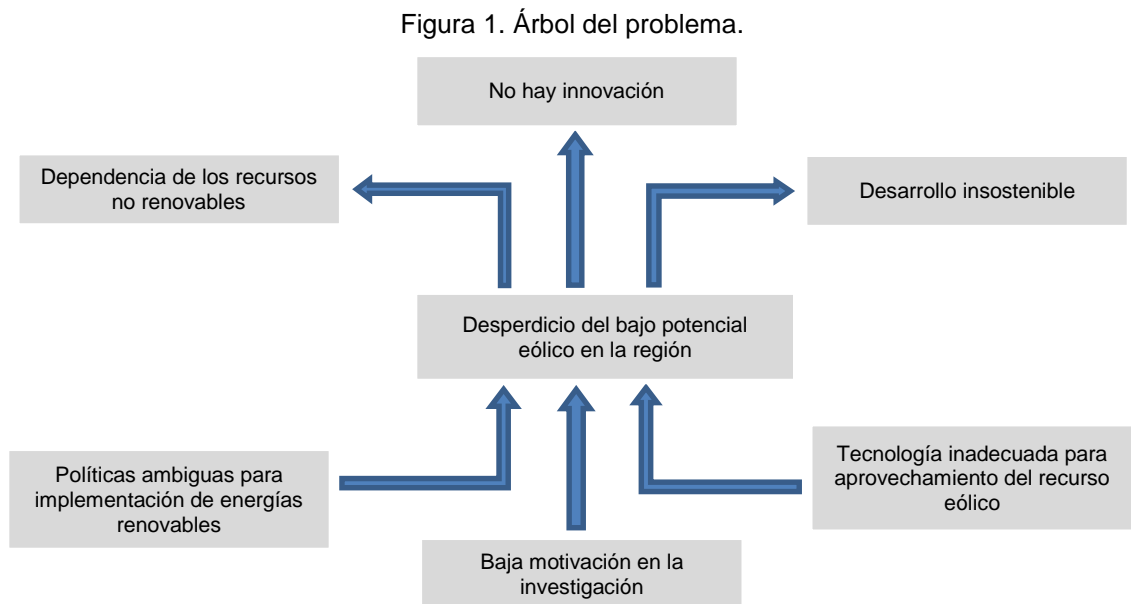 Figura 1. Árbol del problema.
No hay innovación
Dependencia de los recursos
no renovables
Desarrollo insostenible
Desperdicio del bajo potencial
eólico en la región
Políticas ambiguas para
implementación de energías
renovables
Tecnología inadecuada para
aprovechamiento del recurso
eólico
Baja motivación en la
investigación